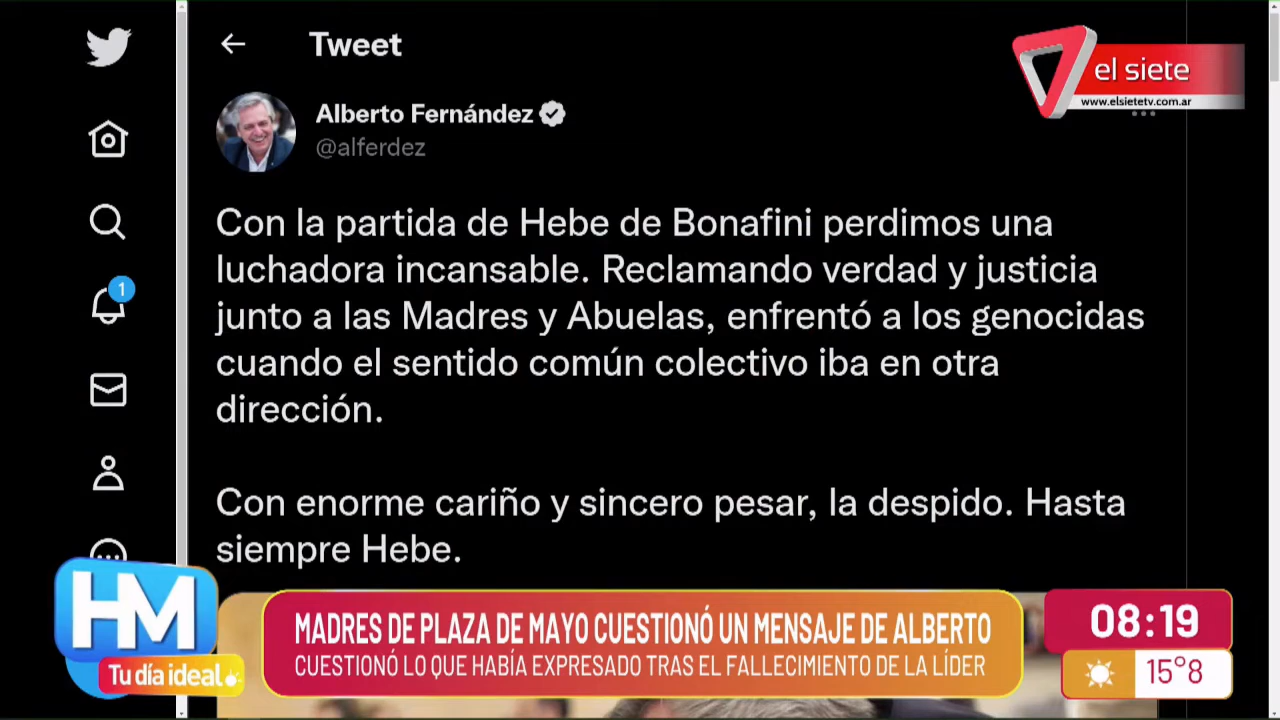 Tweet
el siete
www.elsietetv.com.ar
Alberto Fernández
@alferdez
Con la partida de Hebe de Bonafini perdimos una
luchadora incansable. Reclamando verdad y justicia
junto a las Madres y Abuelas, enfrentó a los genocidas
cuando el sentido común colectivo iba en otra
dirección.
Con enorme cariño y sincero pesar, la despido. Hasta
siempre Hebe.
1
HM
Tu día ideal
MADRES DE PLAZA DE MAYO CUESTIONÓ UN MENSAJE DE ALBERTO
CUESTIONÓ LO QUE HABÍA EXPRESADO TRAS EL FALLECIMIENTO DE LA LÍDER
08:19
15°8